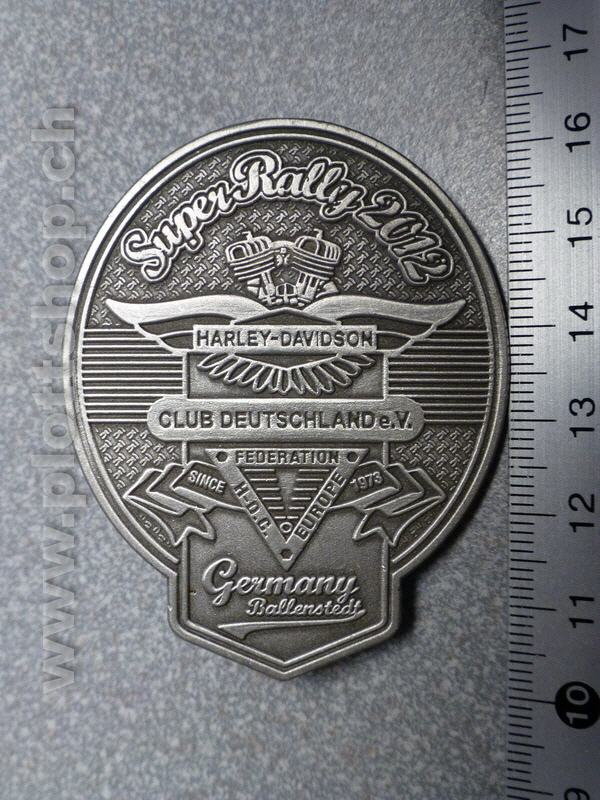 Super Rally 2012
HARLEY-DAVIDSON
CLUB DEUTSCHLAND e.V.
FEDERATION
SINCE 1973
H.-D.C. EUROPE
Germany
Ballenstedt
www.plottshop.ch
17
16
15
14
13
12
11
10
9